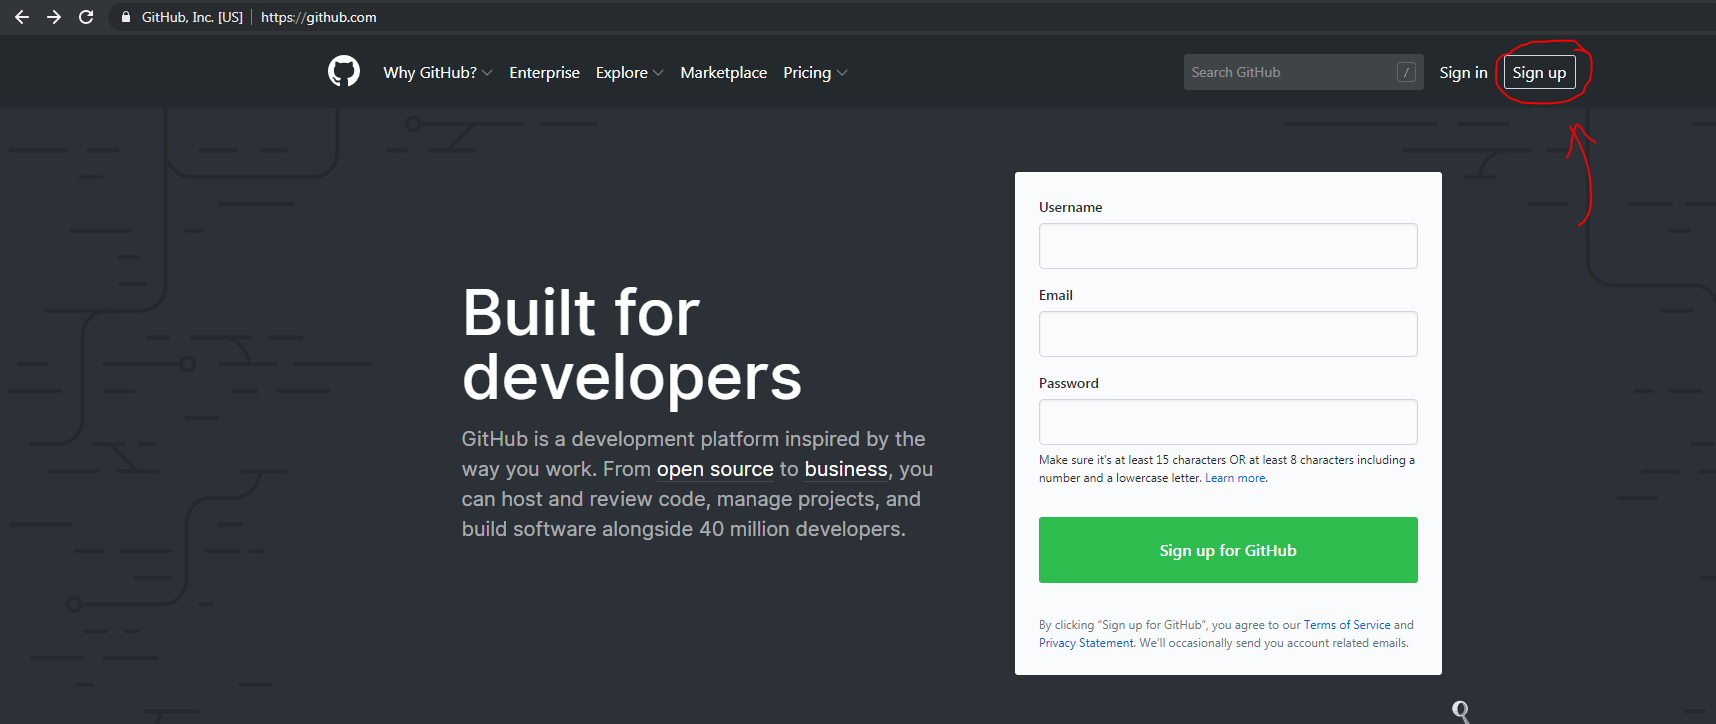 GitHub, Inc. [US] | https://github.com
Why GitHub? Enterprise Explore Marketplace Pricing Search GitHub / Sign in Sign up
Built for
developers
GitHub is a development platform inspired by the
way you work. From open source to business, you
can host and review code, manage projects, and
build software alongside 40 million developers.
Username
Email
Password
Make sure it's at least 15 characters OR at least 8 characters including a
number and a lowercase letter. Learn more.
Sign up for GitHub
By clicking “Sign up for GitHub”, you agree to our Terms of Service and
Privacy Statement. We’ll occasionally send you account related emails.